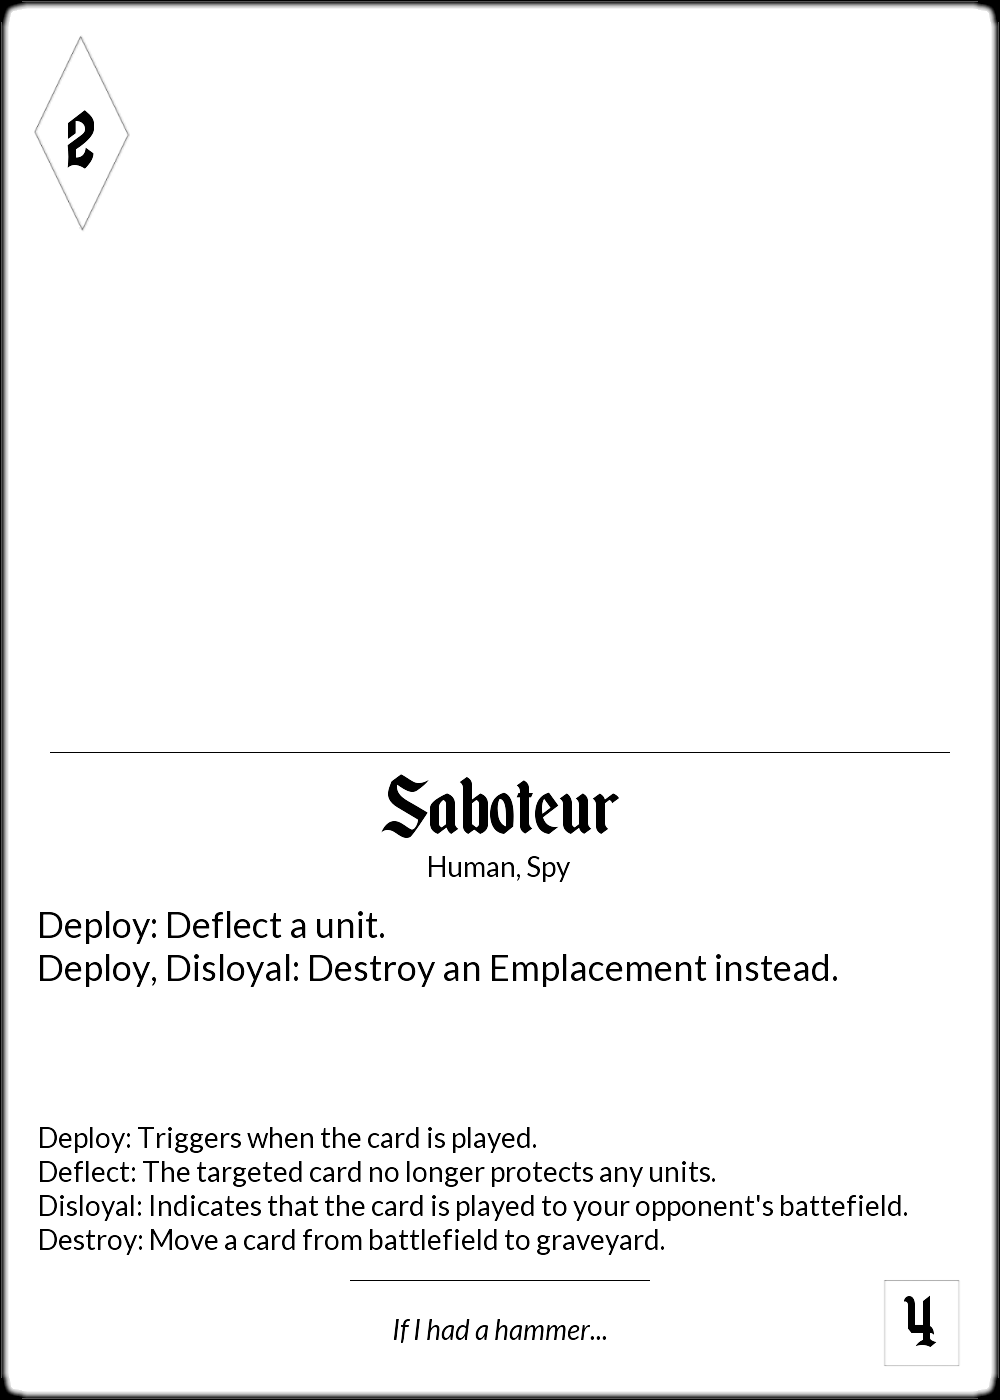 2
Saboteur
Human, Spy
Deploy: Deflect a unit.
Deploy, Disloyal: Destroy an Emplacement instead.
Deploy: Triggers when the card is played.
Deflect: The targeted card no longer protects any units.
Disloyal: Indicates that the card is played to your opponent's battefield.
Destroy: Move a card from battlefield to graveyard.
If I had a hammer...
4